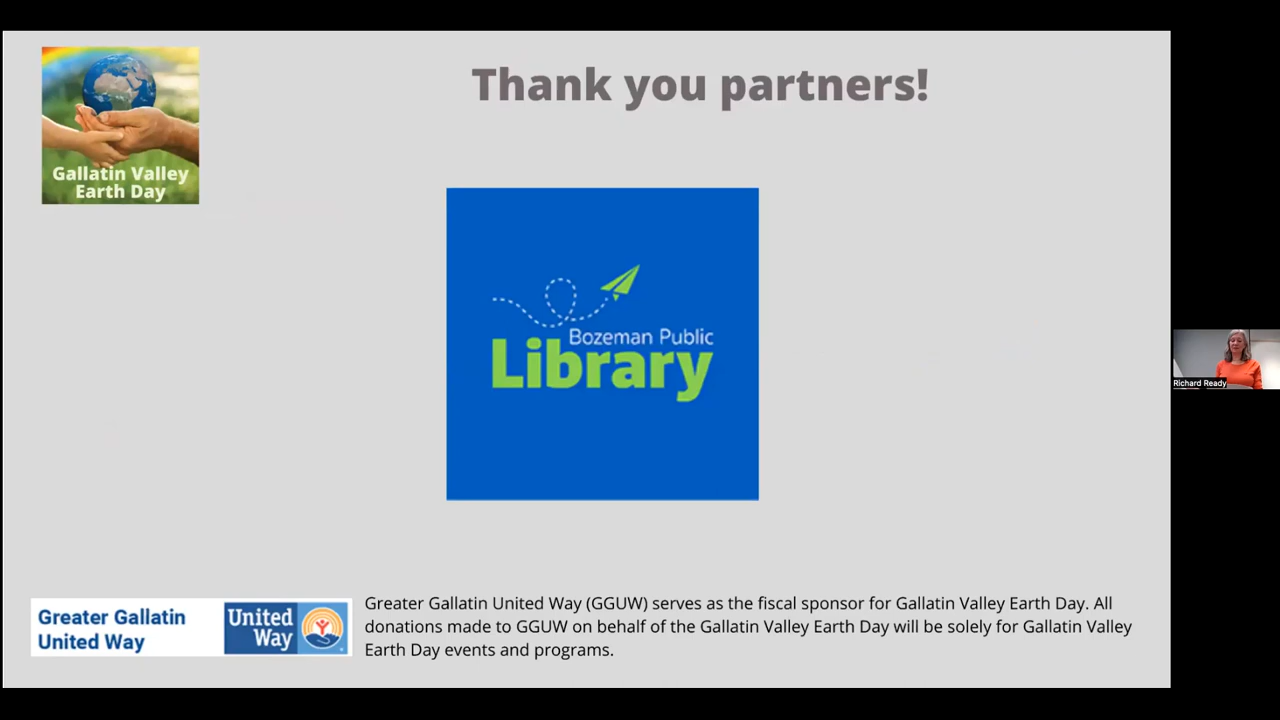 Thank you partners!
Gallatin Valley
Earth Day
Bozeman Public
Library
Richard Ready
Greater Gallatin
United Way
United
Way
Greater Gallatin United Way (GGUW) serves as the fiscal sponsor for Gallatin Valley Earth Day. All
donations made to GGUW on behalf of the Gallatin Valley Earth Day will be solely for Gallatin Valley
Earth Day events and programs.